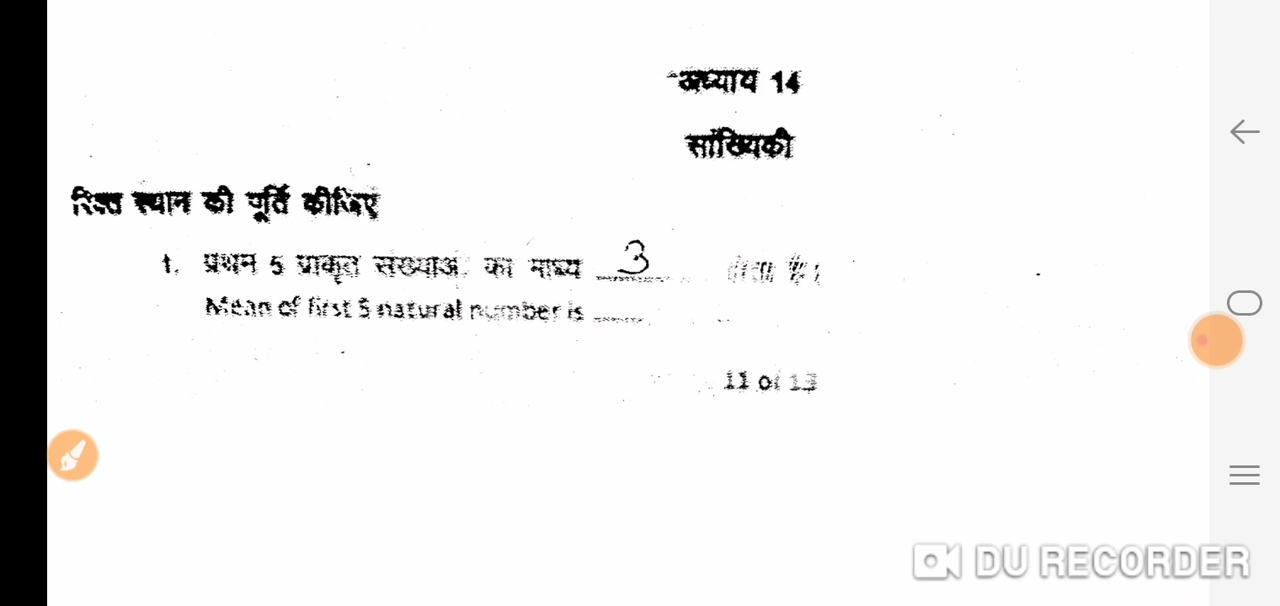 अध्याय 14
सांख्यिकी
रिक्त स्थान की पूर्ति कीजिए
1. प्रथम 5 प्राकृत संख्याओं का माध्य 3 होता है।
Mean of first 5 natural number is ......
11 of 13
DU RECORDER